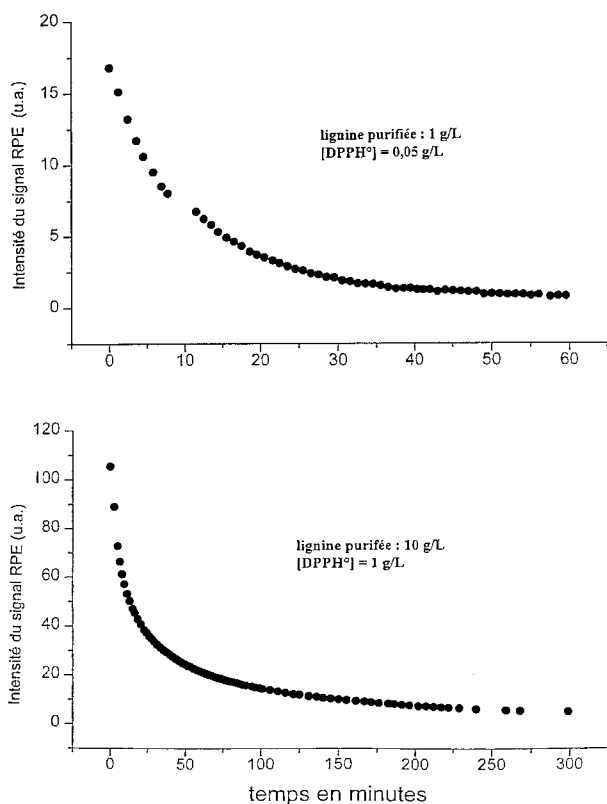 Intensité du signal RPE (u.a.)
20
15
10
5
0
lignine purifiée : 1 g/L
[DPPH°] = 0,05 g/L
0 10 20 30 40 50 60
Intensité du signal RPE (u.a.)
120
100
80
60
40
20
0
lignine purifiée : 10 g/L
[DPPH°] = 1 g/L
0 50 100 150 200 250 300
temps en minutes